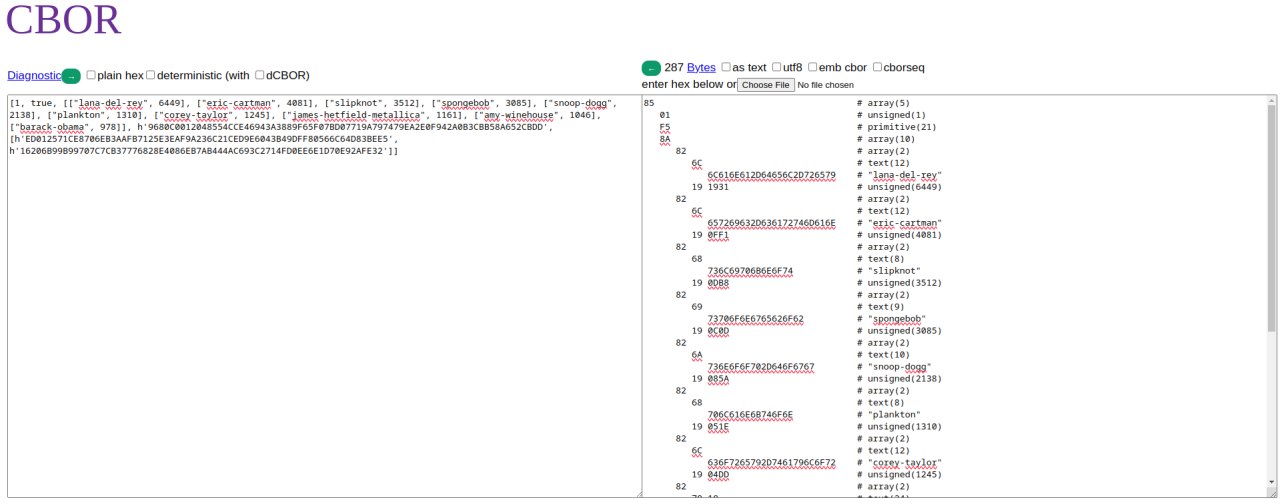 CBOR
Diagnostic → plain hex deterministic (with dCBOR)
[1, true, [["lana-del-rey", 6449], ["eric-cartman", 4081], ["slipknot", 3512], ["spongebob", 3085], ["snoop-dogg",
2138], ["plankton", 1310], ["corey-taylor", 1245], ["james-hetfield-metallica", 1161], ["amy-winehouse", 1046],
["barack-obama", 978]], h'9680C0012048554CCE46943A3889F65F07BD07719A797479EA2E0F942A0B3CBB58A652CBDD',
[h'ED012571CE8706EB3AAFB7125E3EAF9A236C21CED9E6043B49DFF80566C64D83BEE5',
h'16206B99B99707C7CB37776828E4086EB7AB444AC693C2714FD0EE6E1D70E92AFE32']]
← 287 Bytes as text utf8 emb cbor cborseq
enter hex below or Choose File No file chosen
85 # array(5)
01 # unsigned(1)
F5 # primitive(21)
8A # array(10)
82 # array(2)
6C # text(12)
6C616E612D64656C2D726579 # "lana-del-rey"
19 1931 # unsigned(6449)
82 # array(2)
6C # text(12)
657269632D636172746D616E # "eric-cartman"
19 0FF1 # unsigned(4081)
82 # array(2)
68 # text(8)
736C69706B6E6F74 # "slipknot"
19 0DB8 # unsigned(3512)
82 # array(2)
69 # text(9)
73706F6E6765626F62 # "spongebob"
19 0C0D # unsigned(3085)
82 # array(2)
6A # text(10)
736E6F6F702D646F6767 # "snoop-dogg"
19 085A # unsigned(2138)
82 # array(2)
68 # text(8)
706C616E6B746F6E # "plankton"
19 051E # unsigned(1310)
82 # array(2)
6C # text(12)
636F7265792D7461796C6F72 # "corey-taylor"
19 04DD # unsigned(1245)
82 # array(2)
78 18 # text(24)